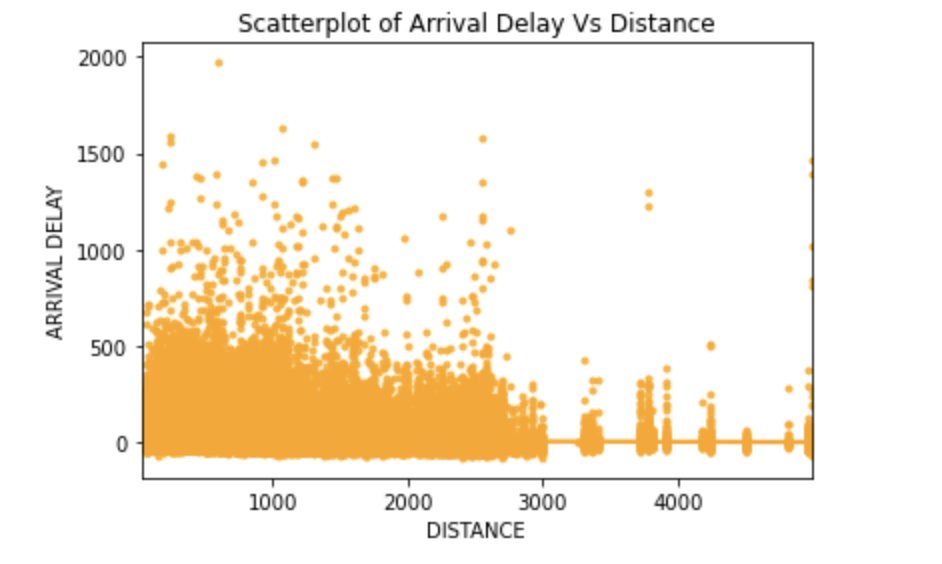 Scatterplot of Arrival Delay Vs Distance
2000
1500
1000
500
0
ARRIVAL DELAY
1000 2000 3000 4000
DISTANCE